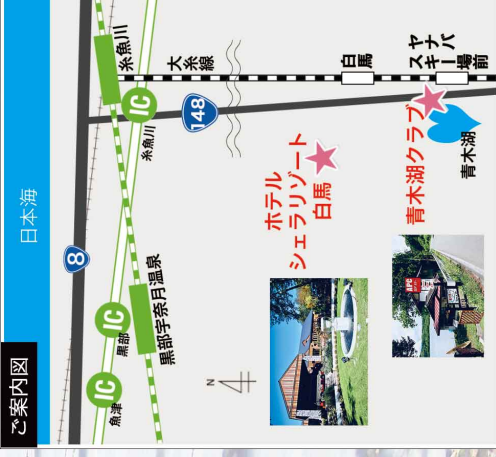 ご案内図
日本海
8
魚津
IC
黒部
IC
黒部宇奈月温泉
糸魚川
IC
糸魚川
148
大糸線
白馬
ヤナバ
スキー場前
ホテル
シェラリゾート
白馬
青木湖クラブ
青木湖
N